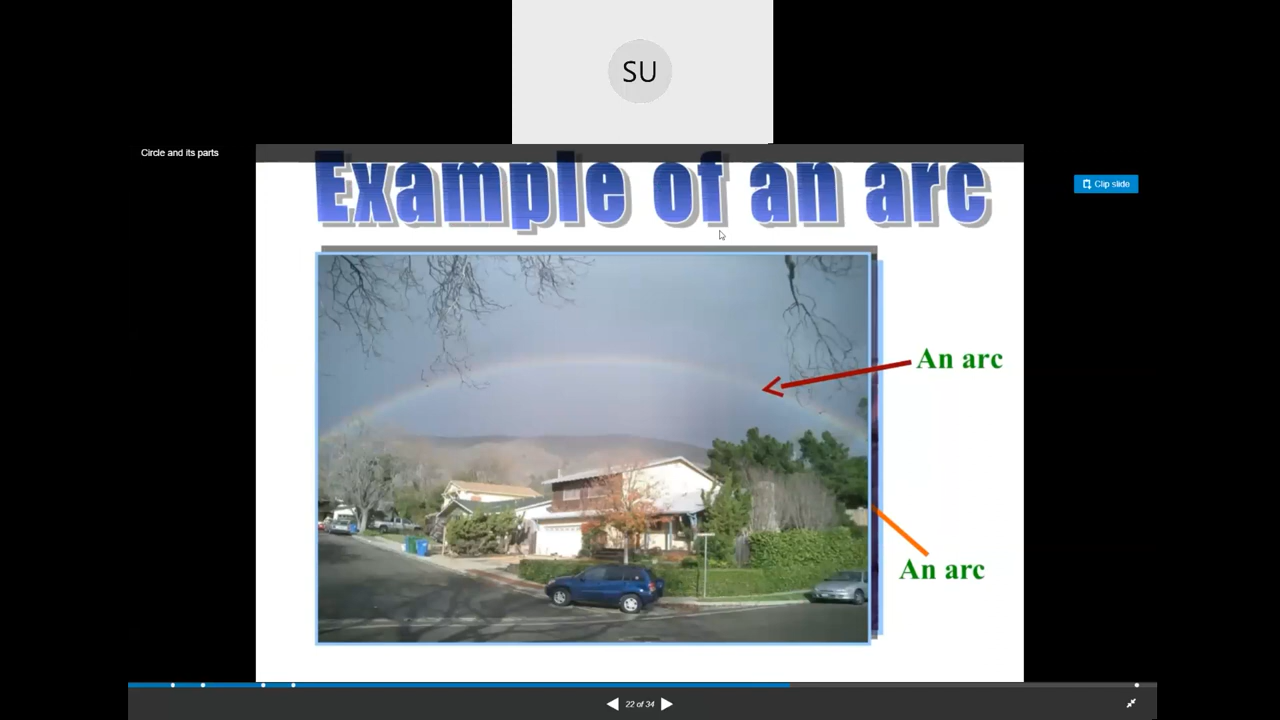 SU
Circle and its parts
Clip slide
Example of an arc
An arc
An arc
22 of 34